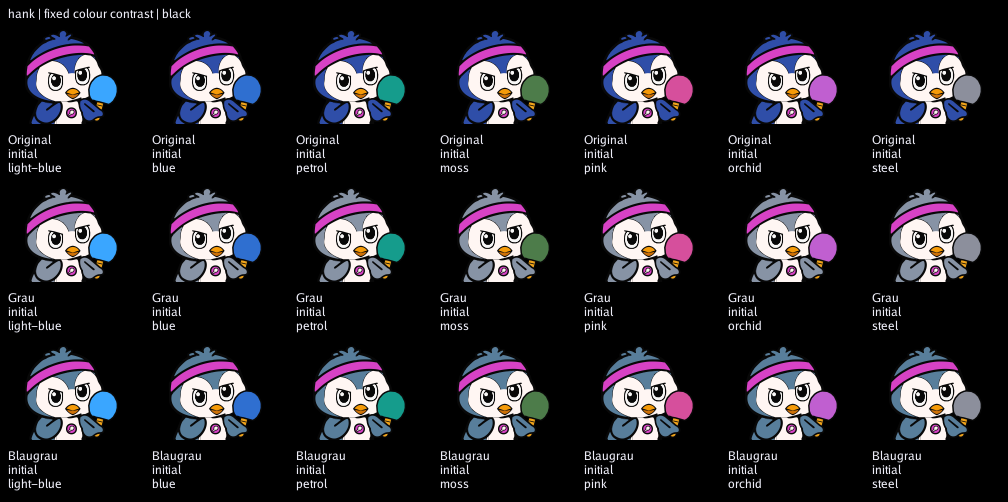 hank | fixed colour contrast | black
Original
initial
light-blue
Original
initial
blue
Original
initial
petrol
Original
initial
moss
Original
initial
pink
Original
initial
orchid
Original
initial
steel
Grau
initial
light-blue
Grau
initial
blue
Grau
initial
petrol
Grau
initial
moss
Grau
initial
pink
Grau
initial
orchid
Grau
initial
steel
Blaugrau
initial
light-blue
Blaugrau
initial
blue
Blaugrau
initial
petrol
Blaugrau
initial
moss
Blaugrau
initial
pink
Blaugrau
initial
orchid
Blaugrau
initial
steel